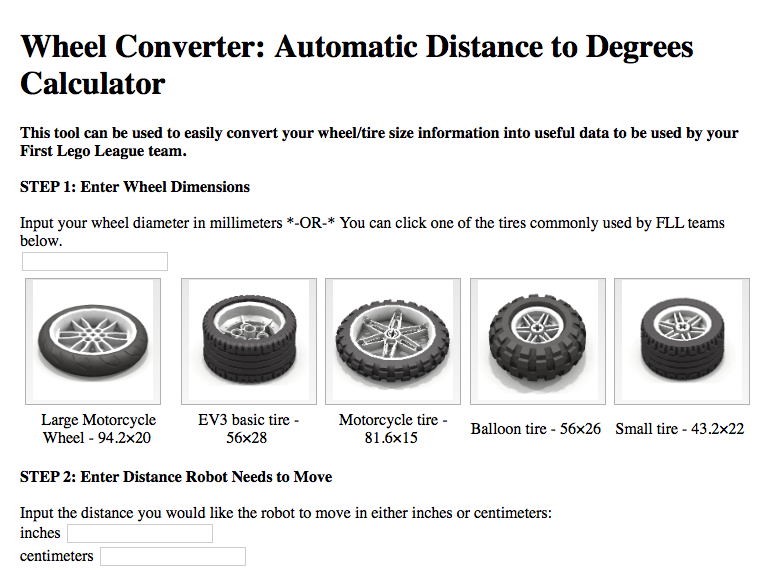 Wheel Converter: Automatic Distance to Degrees
Calculator
This tool can be used to easily convert your wheel/tire size information into useful data to be used by your
First Lego League team.
STEP 1: Enter Wheel Dimensions
Input your wheel diameter in millimeters *-OR-* You can click one of the tires commonly used by FLL teams
below.
Large Motorcycle
Wheel - 94.2×20
EV3 basic tire -
56×28
Motorcycle tire -
81.6×15
Balloon tire - 56×26
Small tire - 43.2×22
STEP 2: Enter Distance Robot Needs to Move
Input the distance you would like the robot to move in either inches or centimeters:
inches
centimeters